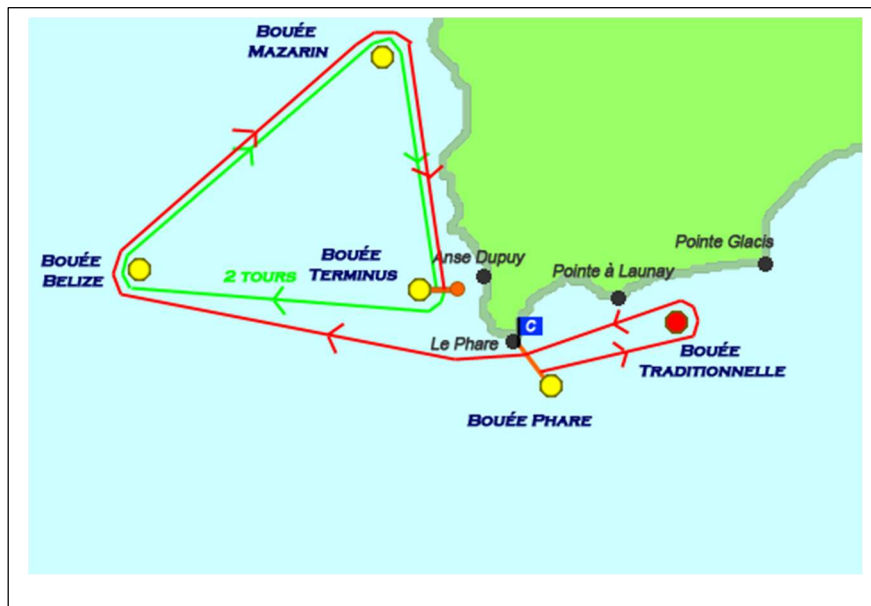 BOUÉE
MAZARIN
BOUÉE
BELIZE
2 TOURS
BOUÉE
TERMINUS
Anse Dupuy
Pointe à Launay
Pointe Glacis
Le Phare
C
BOUÉE
TRADITIONNELLE
BOUÉE PHARE